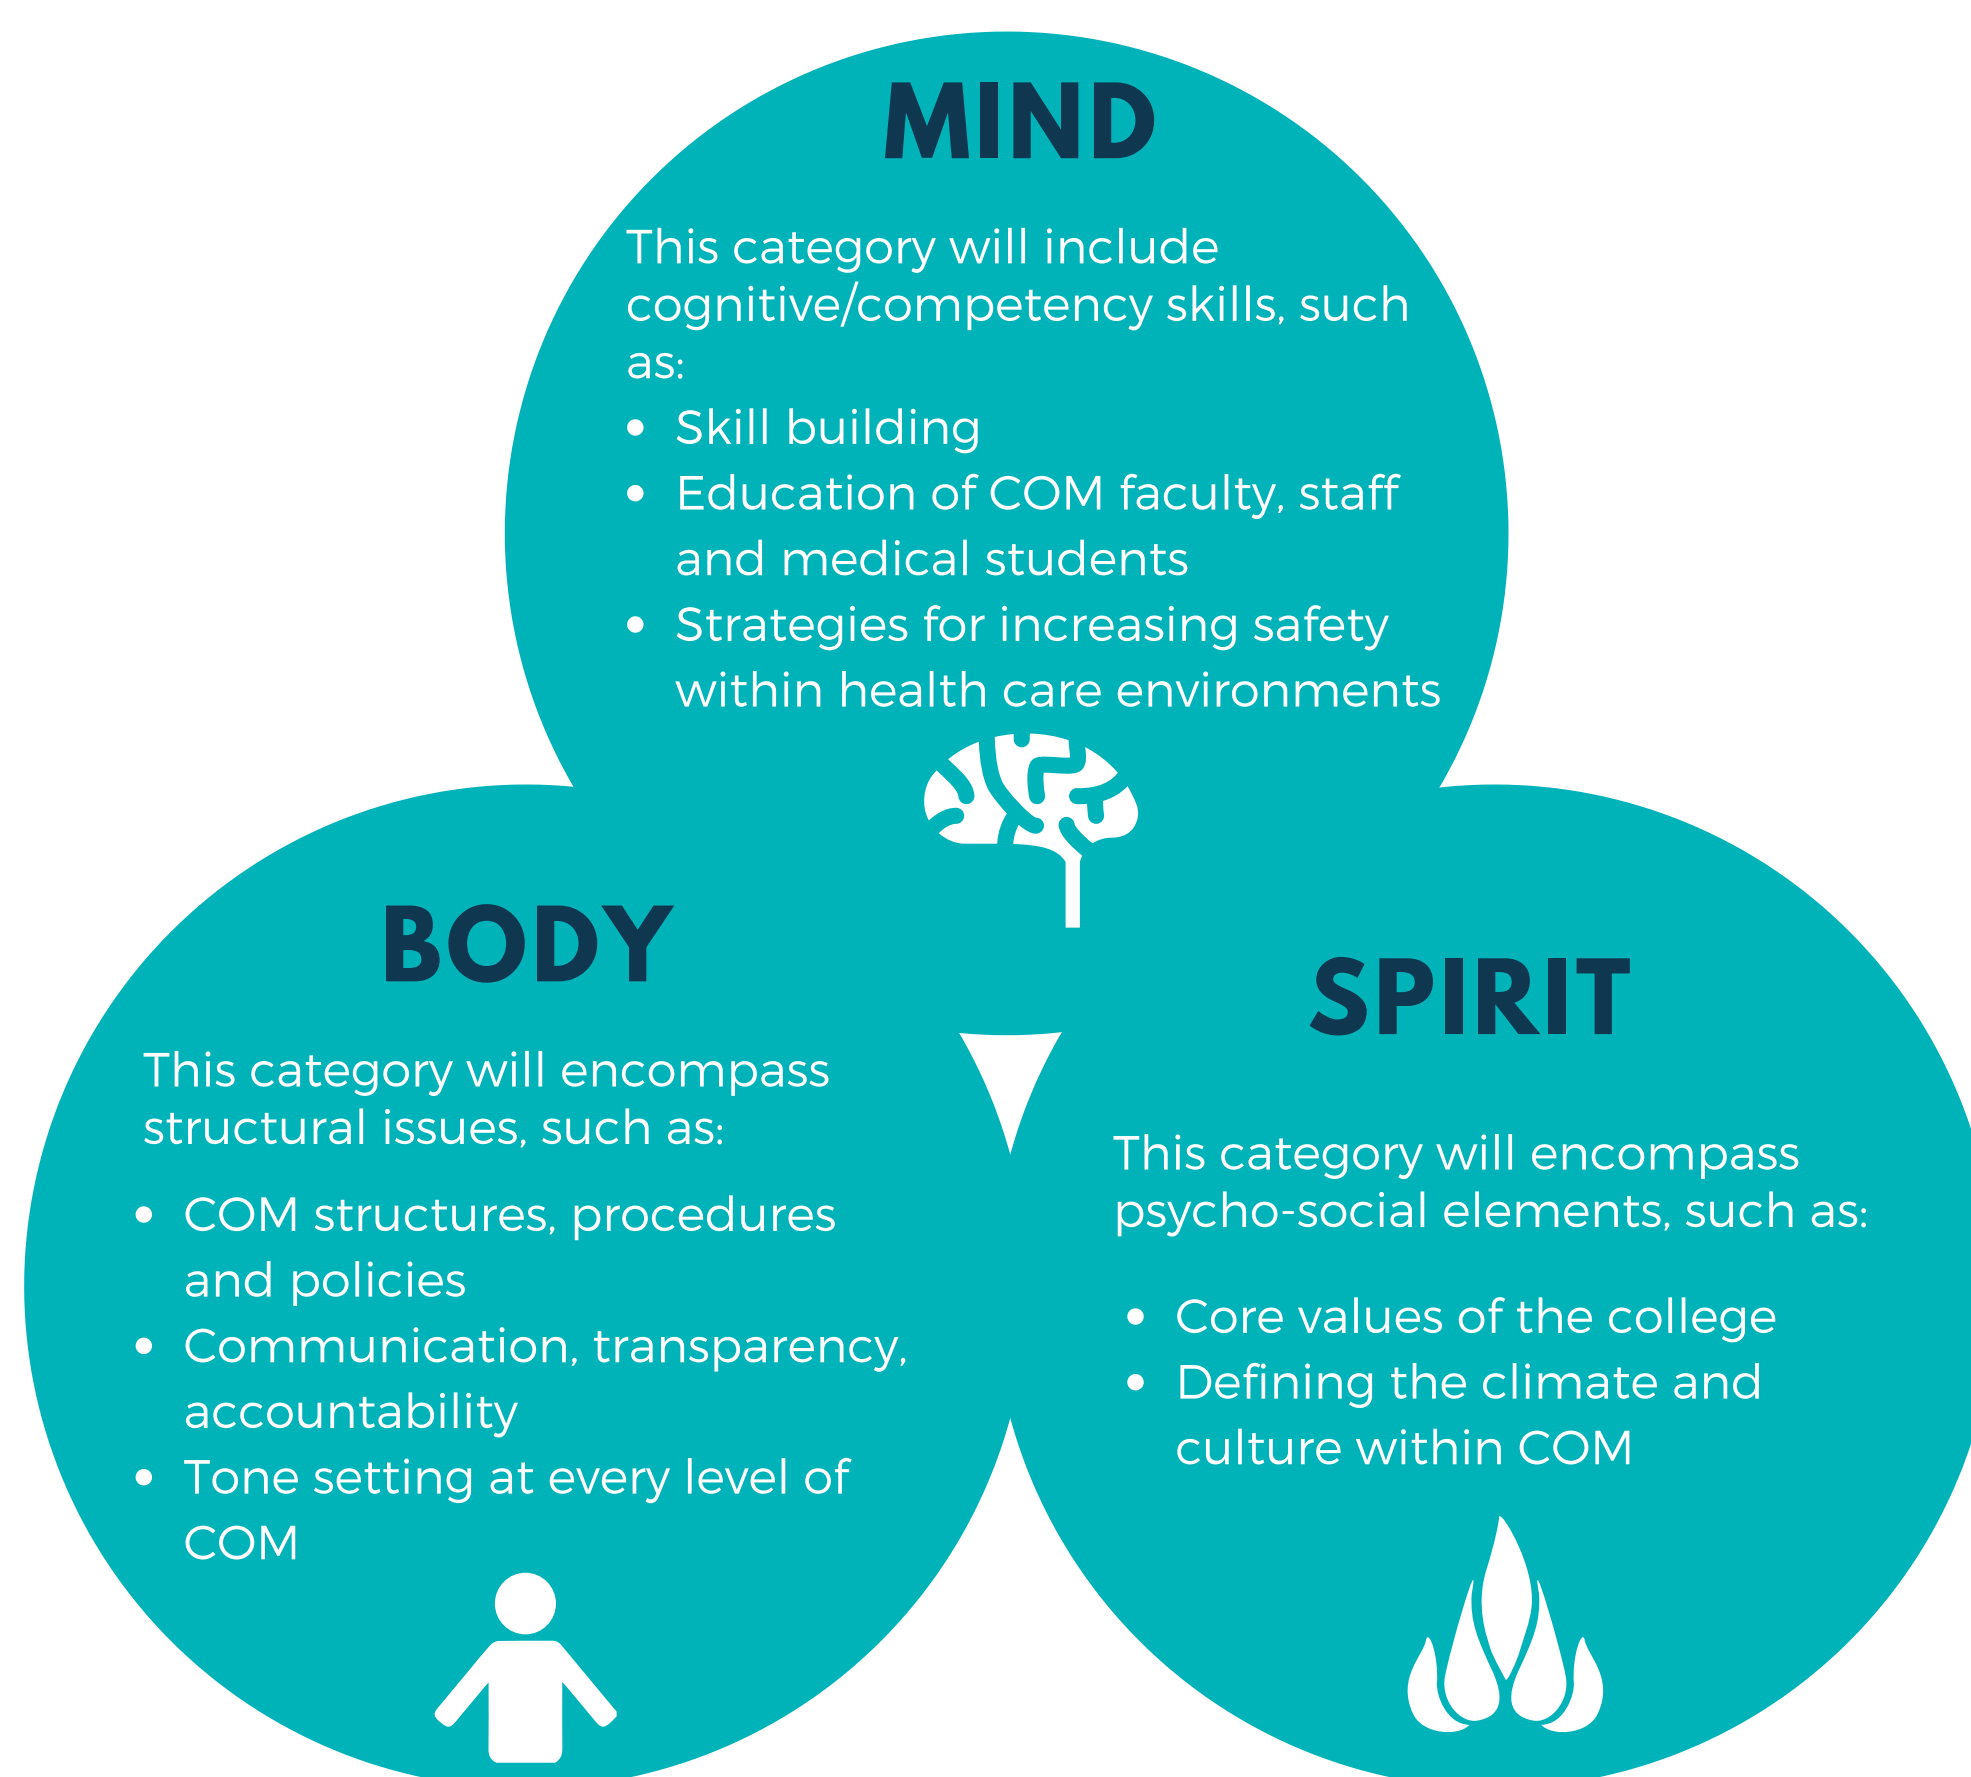 MIND
This category will include
cognitive/competency skills, such
as:
• Skill building
• Education of COM faculty, staff
and medical students
• Strategies for increasing safety
within health care environments
BODY
This category will encompass
structural issues, such as:
• COM structures, procedures
and policies
• Communication, transparency,
accountability
• Tone setting at every level of
COM
SPIRIT
This category will encompass
psycho-social elements, such as:
• Core values of the college
• Defining the climate and
culture within COM